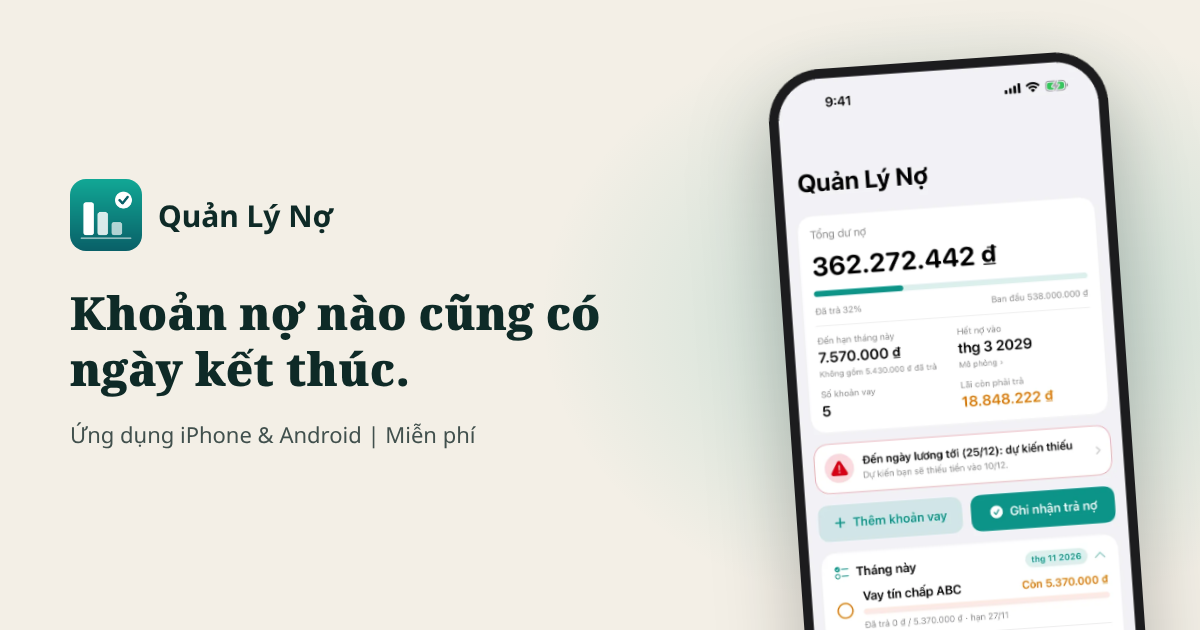 Quản Lý Nợ
Khoản nợ nào cũng có
ngày kết thúc.
Ứng dụng iPhone & Android | Miễn phí
9:41
Quản Lý Nợ
Tổng dư nợ
362.272.442 ₫
Đã trả 32%
Ban đầu 538.000.000 ₫
Đến hạn tháng này
7.570.000 ₫
Không gồm 5.430.000 ₫ đã trả
Hết nợ vào
thg 3 2029
Mô phỏng ›
Số khoản vay
5
Lãi còn phải trả
18.848.222 ₫
Đến ngày lương tới (25/12): dự kiến thiếu
Dự kiến bạn sẽ thiếu tiền vào 10/12.
Thêm khoản vay
Ghi nhận trả nợ
Tháng này
thg 11 2026
Vay tín chấp ABC
Còn 5.370.000 ₫
Đã trả 0 ₫ / 5.370.000 ₫ · hạn 27/11